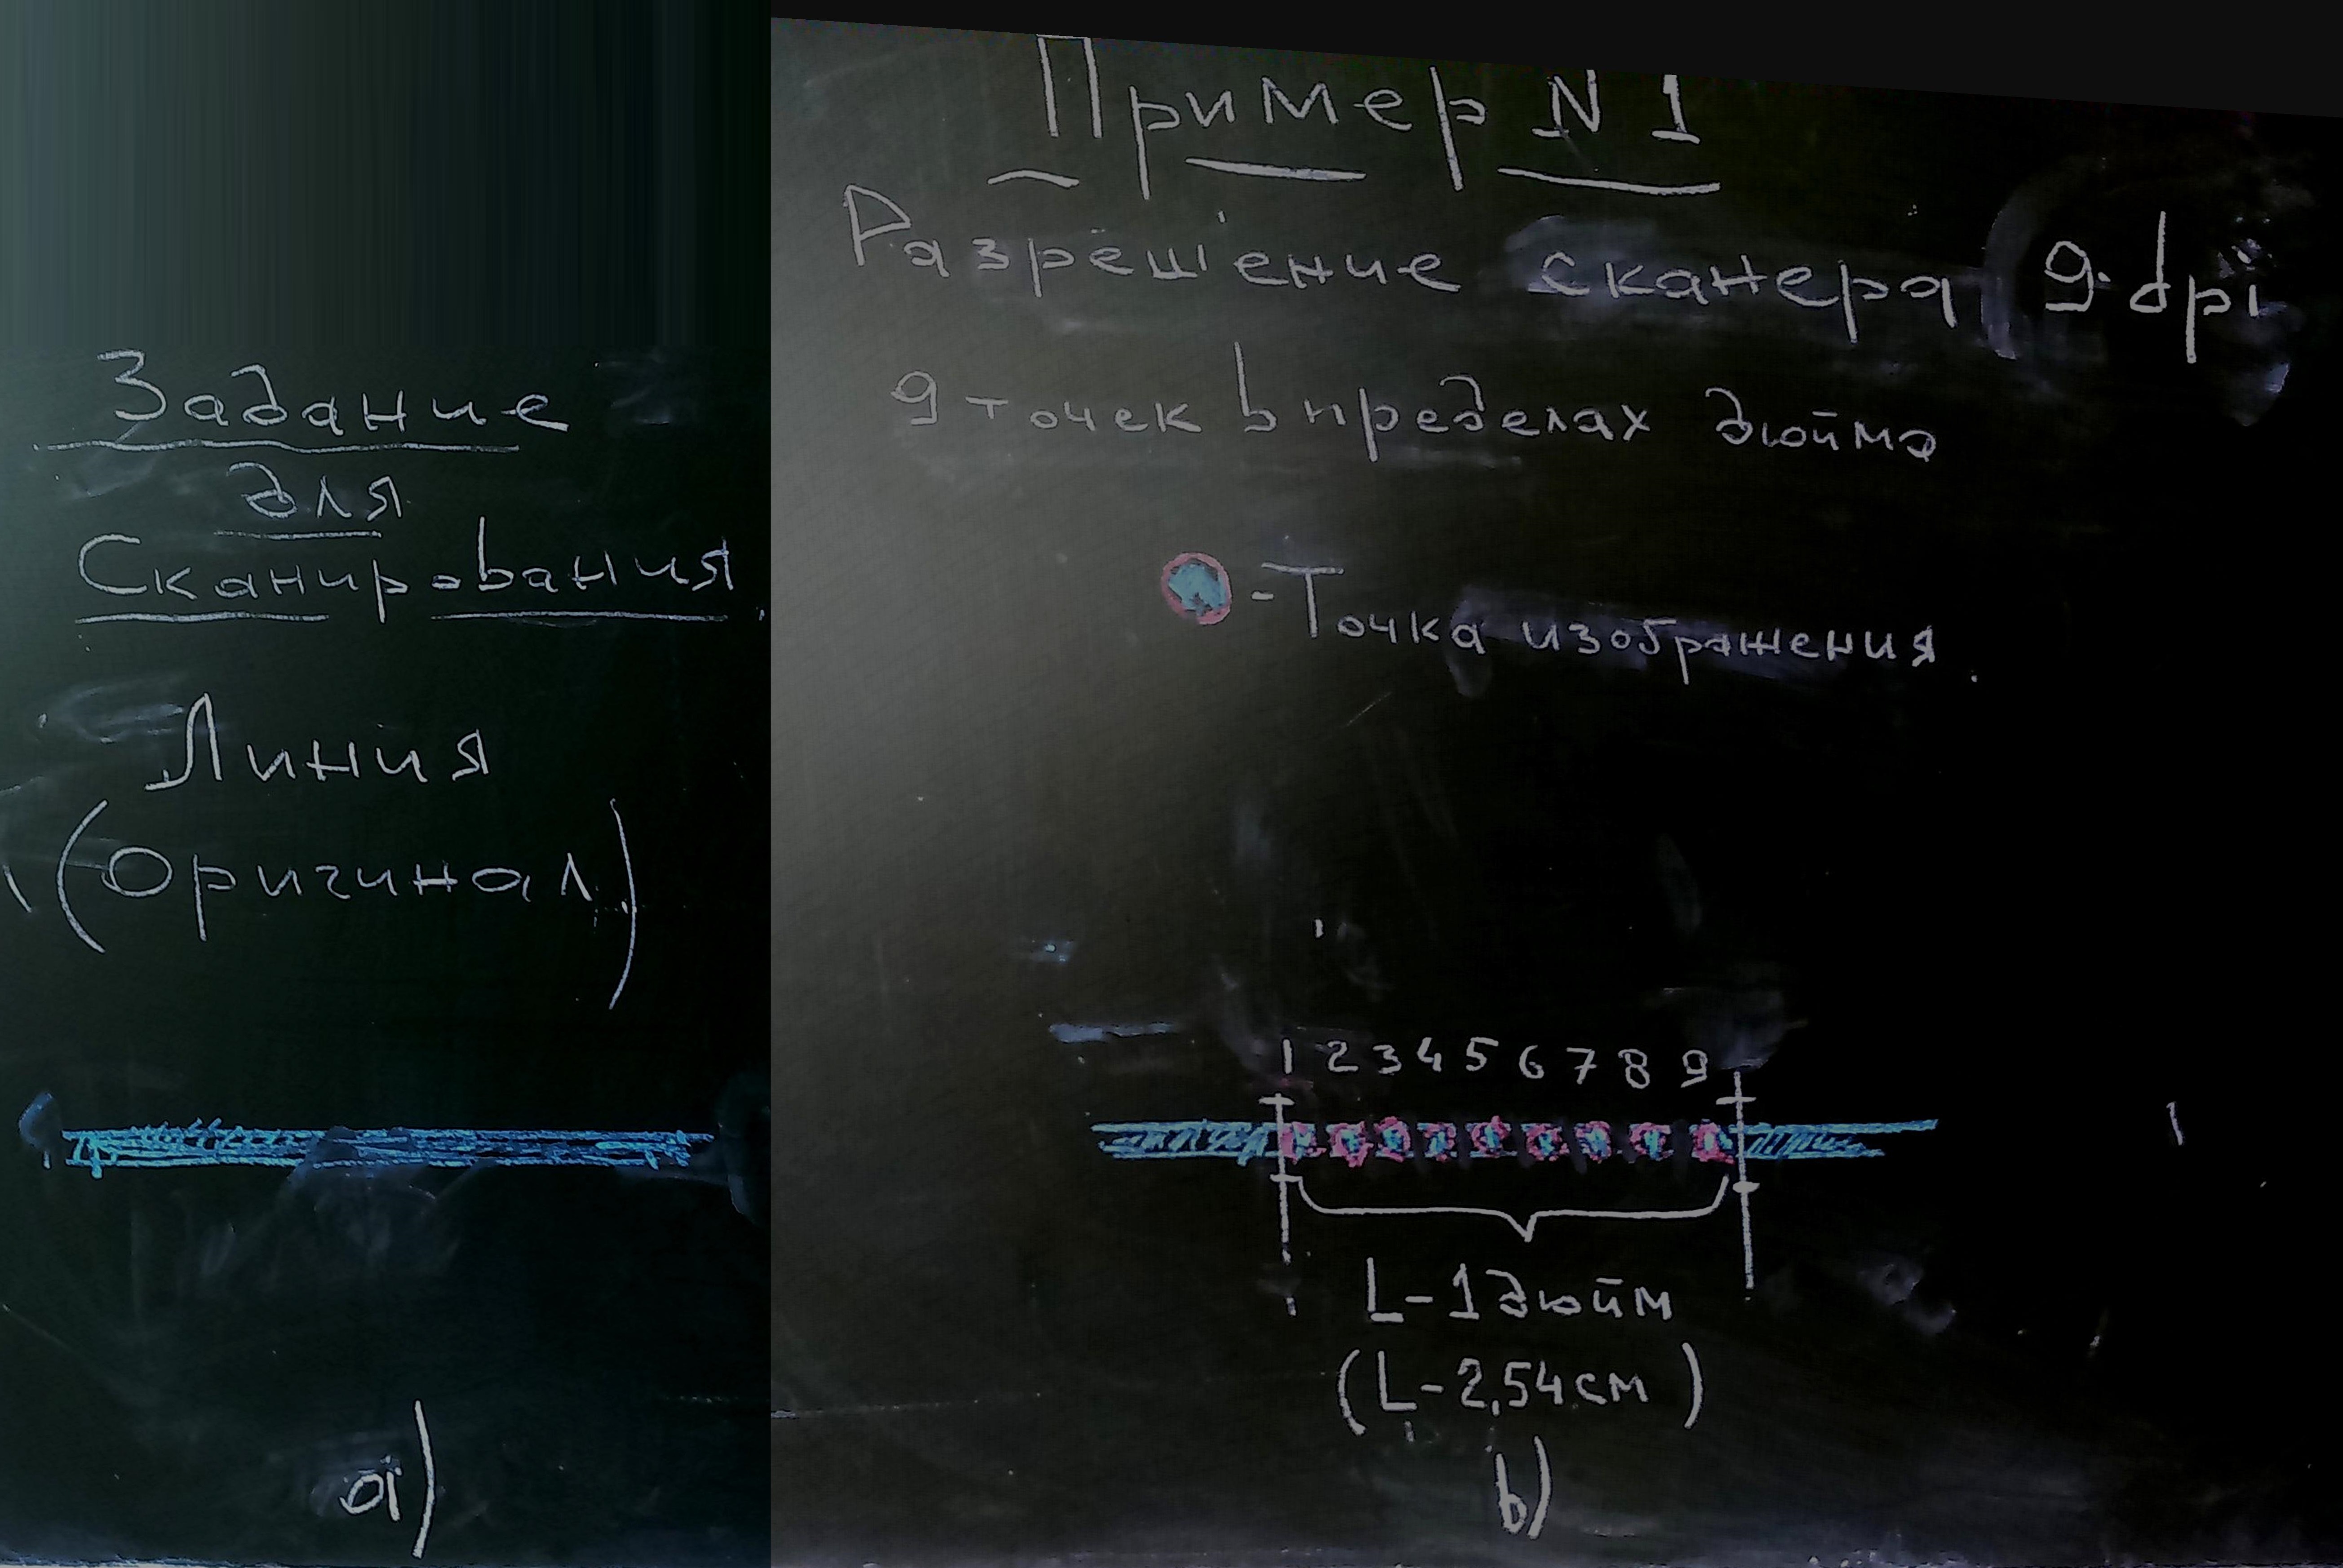 Задание
для
Сканирования
Линия
(Оригинал)
а)
Пример N 1
Разрешение сканера 9 dpi
9 точек в пределах дюйма
- Точка изображения
1 2 3 4 5 6 7 8 9
L-1 дюйм
(L-2,54 см)
b)